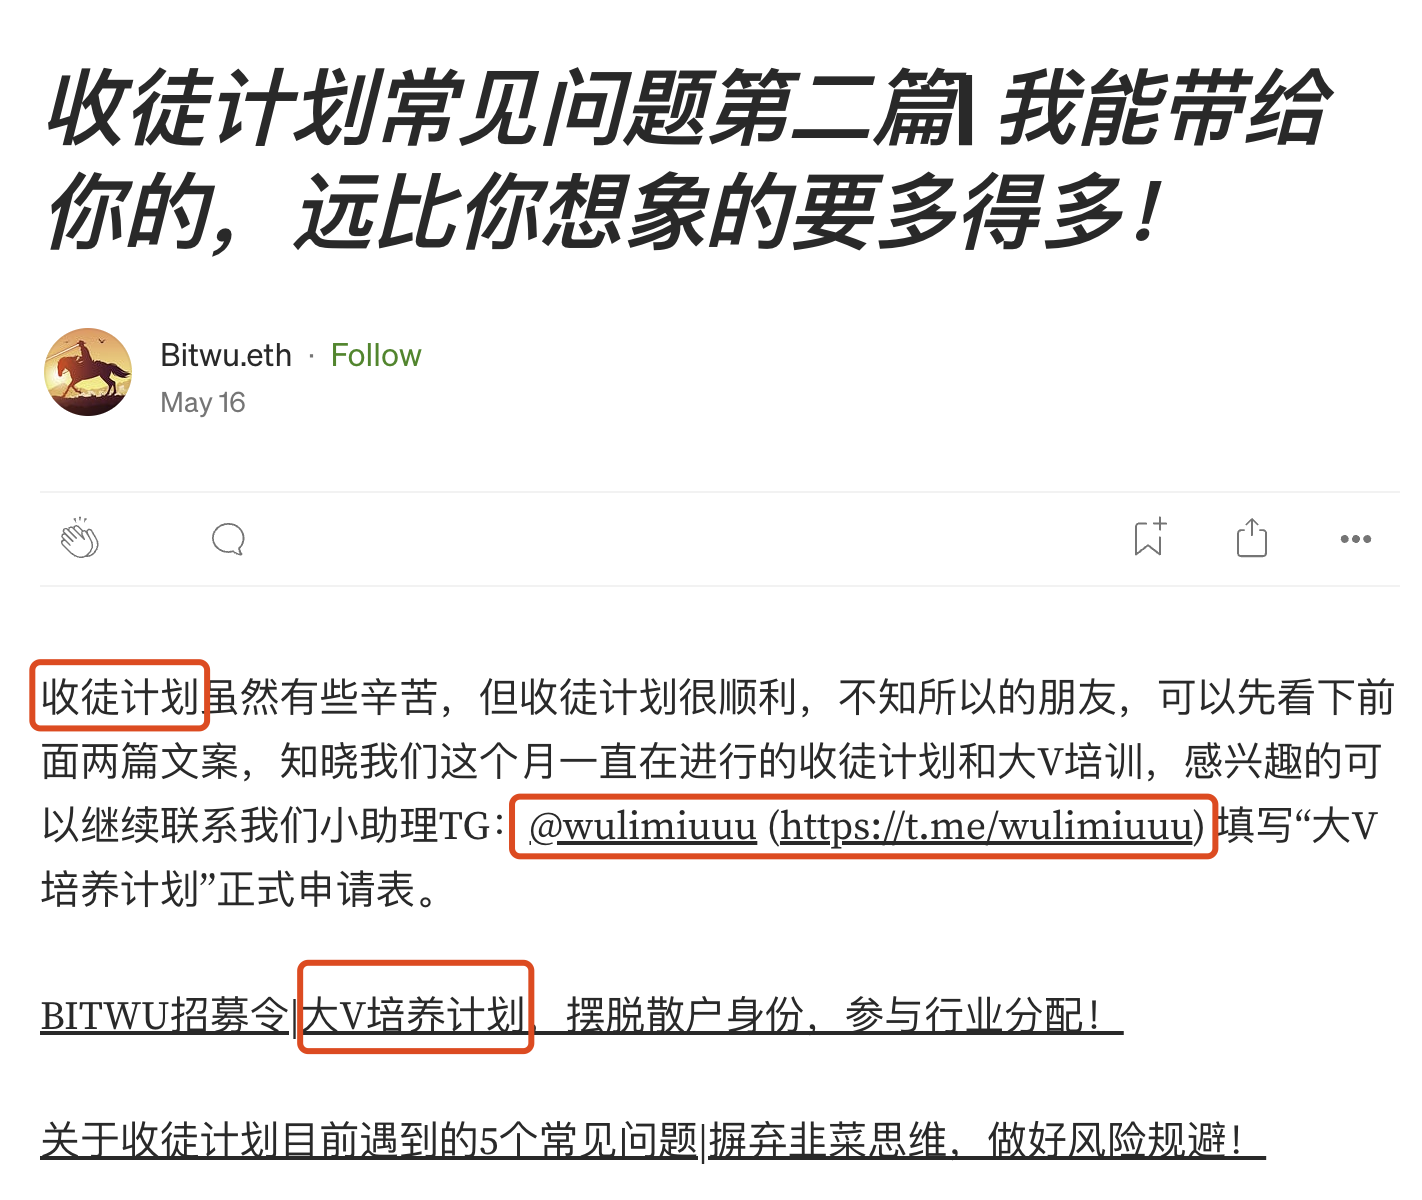 收徒计划常见问题第二篇| 我能带给
你的，远比你想象的要多得多！
Bitwu.eth · Follow
May 16
收徒计划虽然有些辛苦，但收徒计划很顺利，不知所以的朋友，可以先看下前
面两篇文案，知晓我们这个月一直在进行的收徒计划和大V培训，感兴趣的可
以继续联系我们小助理TG：@wulimiuuu (https://t.me/wulimiuuu) 填写“大V
培养计划”正式申请表。
BITWU招募令|大V培养计划，摆脱散户身份，参与行业分配！
关于收徒计划目前遇到的5个常见问题|摒弃韭菜思维，做好风险规避！